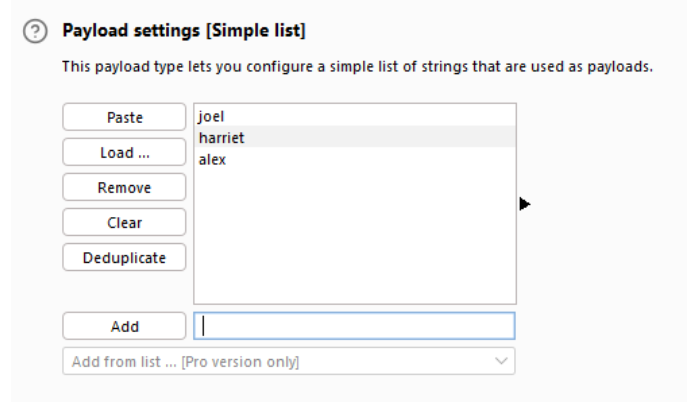 ?
Payload settings [Simple list]
This payload type lets you configure a simple list of strings that are used as payloads.
Paste
Load ...
Remove
Clear
Deduplicate
joel
harriet
alex
Add
Add from list ... [Pro version only]